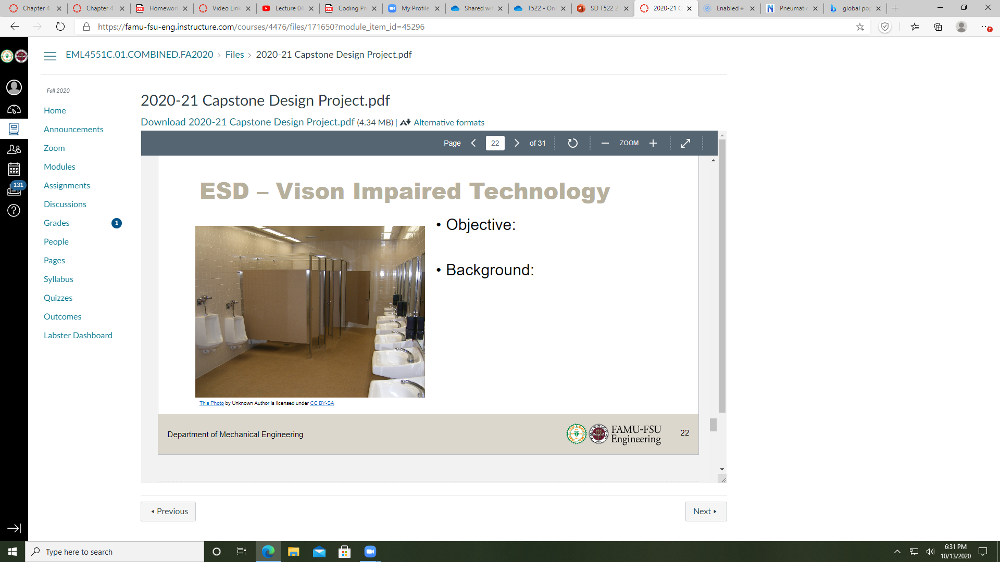 Chapter 4
Chapter 4
Homewor
Video Link
Lecture 04
Coding Pr
My Profile
Shared wit
T522 - On
SD T522 2
2020-21 C
Enabled #
Pneumatic
global pop
https://famu-fsu-eng.instructure.com/courses/4476/files/171650?module_item_id=45296
EML4551C.01.COMBINED.FA2020 > Files > 2020-21 Capstone Design Project.pdf
Fall 2020
Home
Announcements
Zoom
Modules
Assignments
Discussions
Grades 1
People
Pages
Syllabus
Quizzes
Outcomes
Labster Dashboard
131
2020-21 Capstone Design Project.pdf
Download 2020-21 Capstone Design Project.pdf (4.34 MB) | Alternative formats
Page 22 of 31 ZOOM
ESD – Vison Impaired Technology
• Objective:
• Background:
This Photo by Unknown Author is licensed under CC BY-SA
Department of Mechanical Engineering
FAMU-FSU
Engineering
22
Previous
Next
Type here to search
6:31 PM
10/13/2020